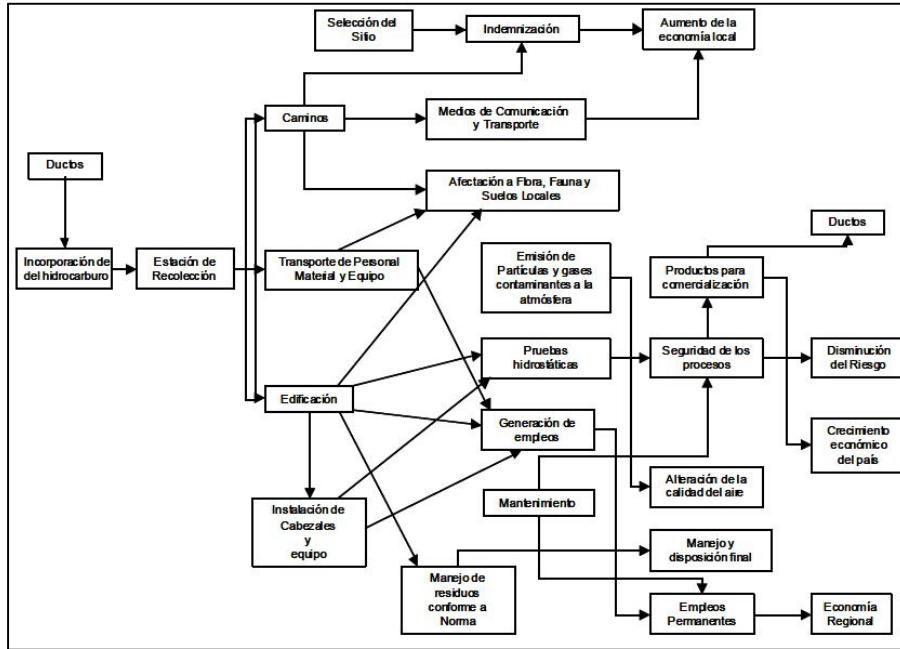 Selección del
Sitio
Indemnización
Aumento de la
economía local
Caminos
Medios de Comunicación
y Transporte
Ductos
Afectación a Flora, Fauna y
Suelos Locales
Ductos
Incorporación de
del hidrocarburo
Estación de
Recolección
Transporte de Personal
Material y Equipo
Emisión de
Partículas y gases
contaminantes a la
atmósfera
Productos para
comercialización
Pruebas
hidrostáticas
Seguridad de los
procesos
Disminución
del Riesgo
Edificación
Generación de
empleos
Crecimiento
económico
del país
Instalación de
Cabezales
y
equipo
Mantenimiento
Alteración de la
calidad del aire
Manejo de
residuos
conforme a
Norma
Manejo y
disposición final
Empleos
Permanentes
Economía
Regional